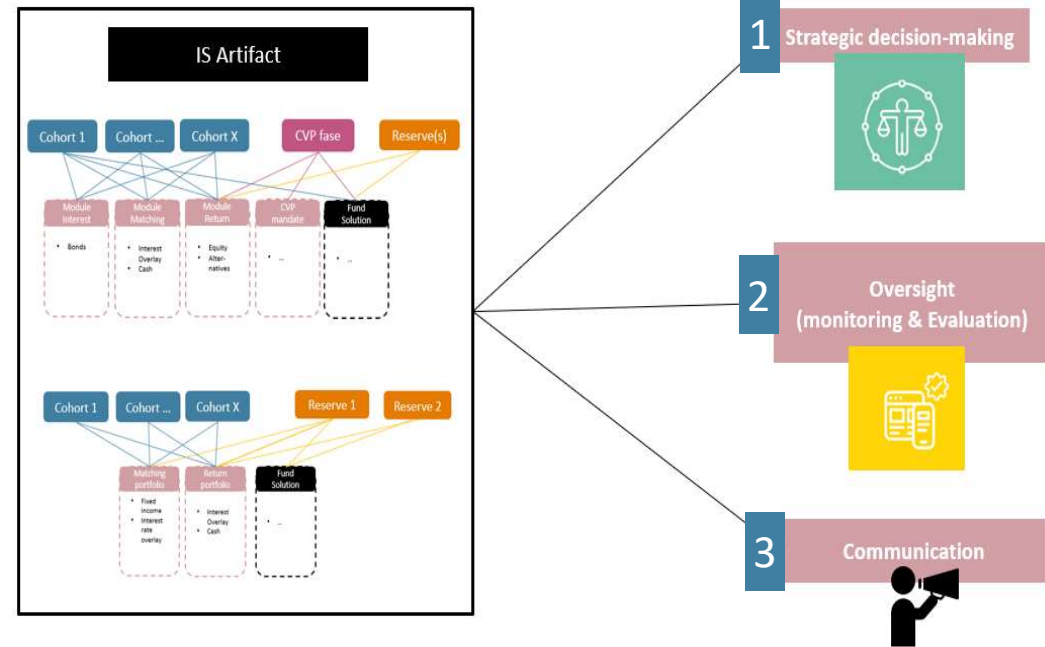 IS Artifact
Cohort 1
Cohort ...
Cohort X
CVP fase
Reserve(s)
Module
Interest
Module
Matching
Module
Return
CVP
mandate
Fund
Solution
• Bonds
• Interest
Overlay
• Cash
• Equity
• Alter-
natives
• ...
• ...
Cohort 1
Cohort ...
Cohort X
Reserve 1
Reserve 2
Matching
portfolio
Return
portfolio
Fund
Solution
• Fixed
Income
• Interest
rate
overlay
• Interest
Overlay
• Cash
• ...
1
Strategic decision-making
2
Oversight
(monitoring & Evaluation)
3
Communication